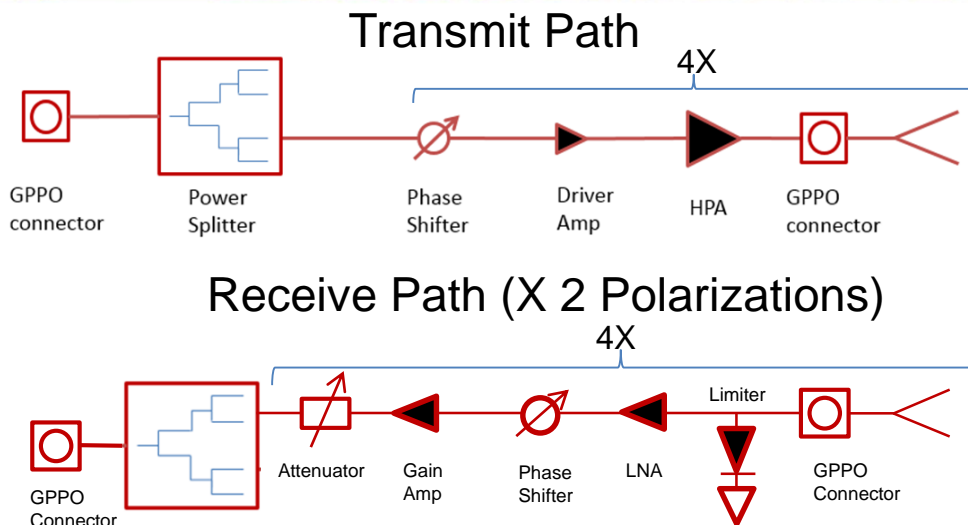 Transmit Path
4X
GPPO
connector
Power
Splitter
Phase
Shifter
Driver
Amp
HPA
GPPO
connector
Receive Path (X 2 Polarizations)
4X
Limiter
GPPO
Connector
Attenuator
Gain
Amp
Phase
Shifter
LNA
GPPO
Connector